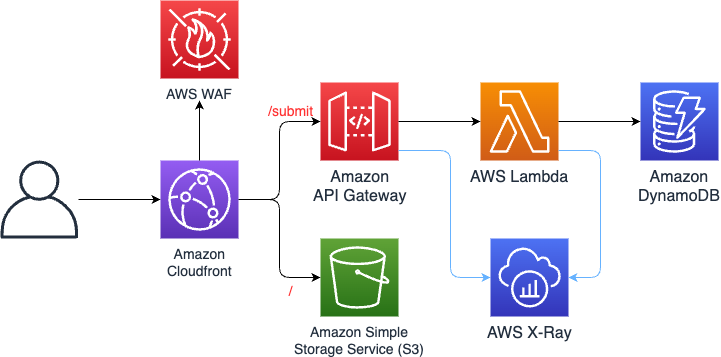 AWS WAF
/submit
Amazon
API Gateway
AWS Lambda
Amazon
DynamoDB
Amazon
Cloudfront
/
Amazon Simple
Storage Service (S3)
AWS X-Ray